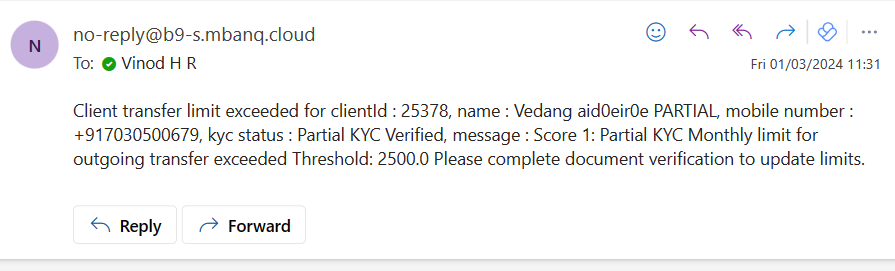 N
no-reply@b9-s.mbanq.cloud
To: Vinod H R
Fri 01/03/2024 11:31
Client transfer limit exceeded for clientId : 25378, name : Vedang aid0eir0e PARTIAL, mobile number :
+917030500679, kyc status : Partial KYC Verified, message : Score 1: Partial KYC Monthly limit for
outgoing transfer exceeded Threshold: 2500.0 Please complete document verification to update limits.
Reply
Forward